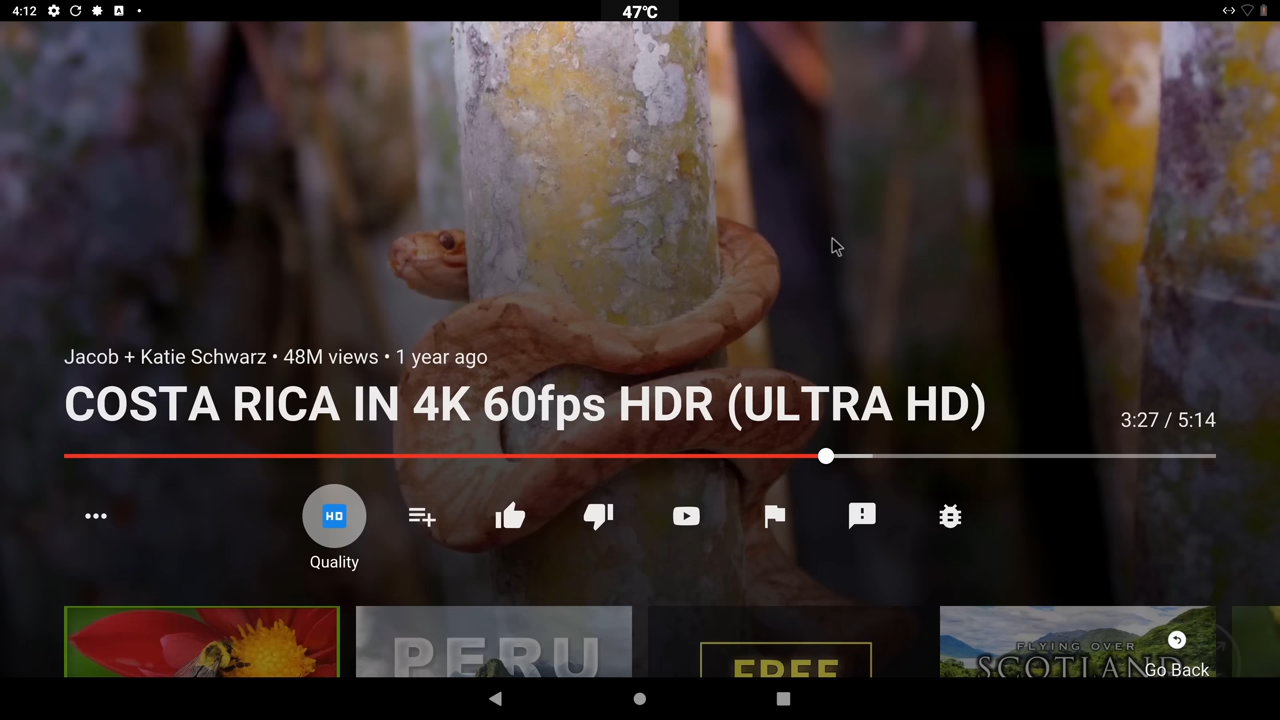 4:12
47°C
Jacob + Katie Schwarz • 48M views • 1 year ago
COSTA RICA IN 4K 60fps HDR (ULTRA HD)
3:27 / 5:14
HD
Quality
PERU
FREE
FLYING OVER
SCOTLAND
Go Back